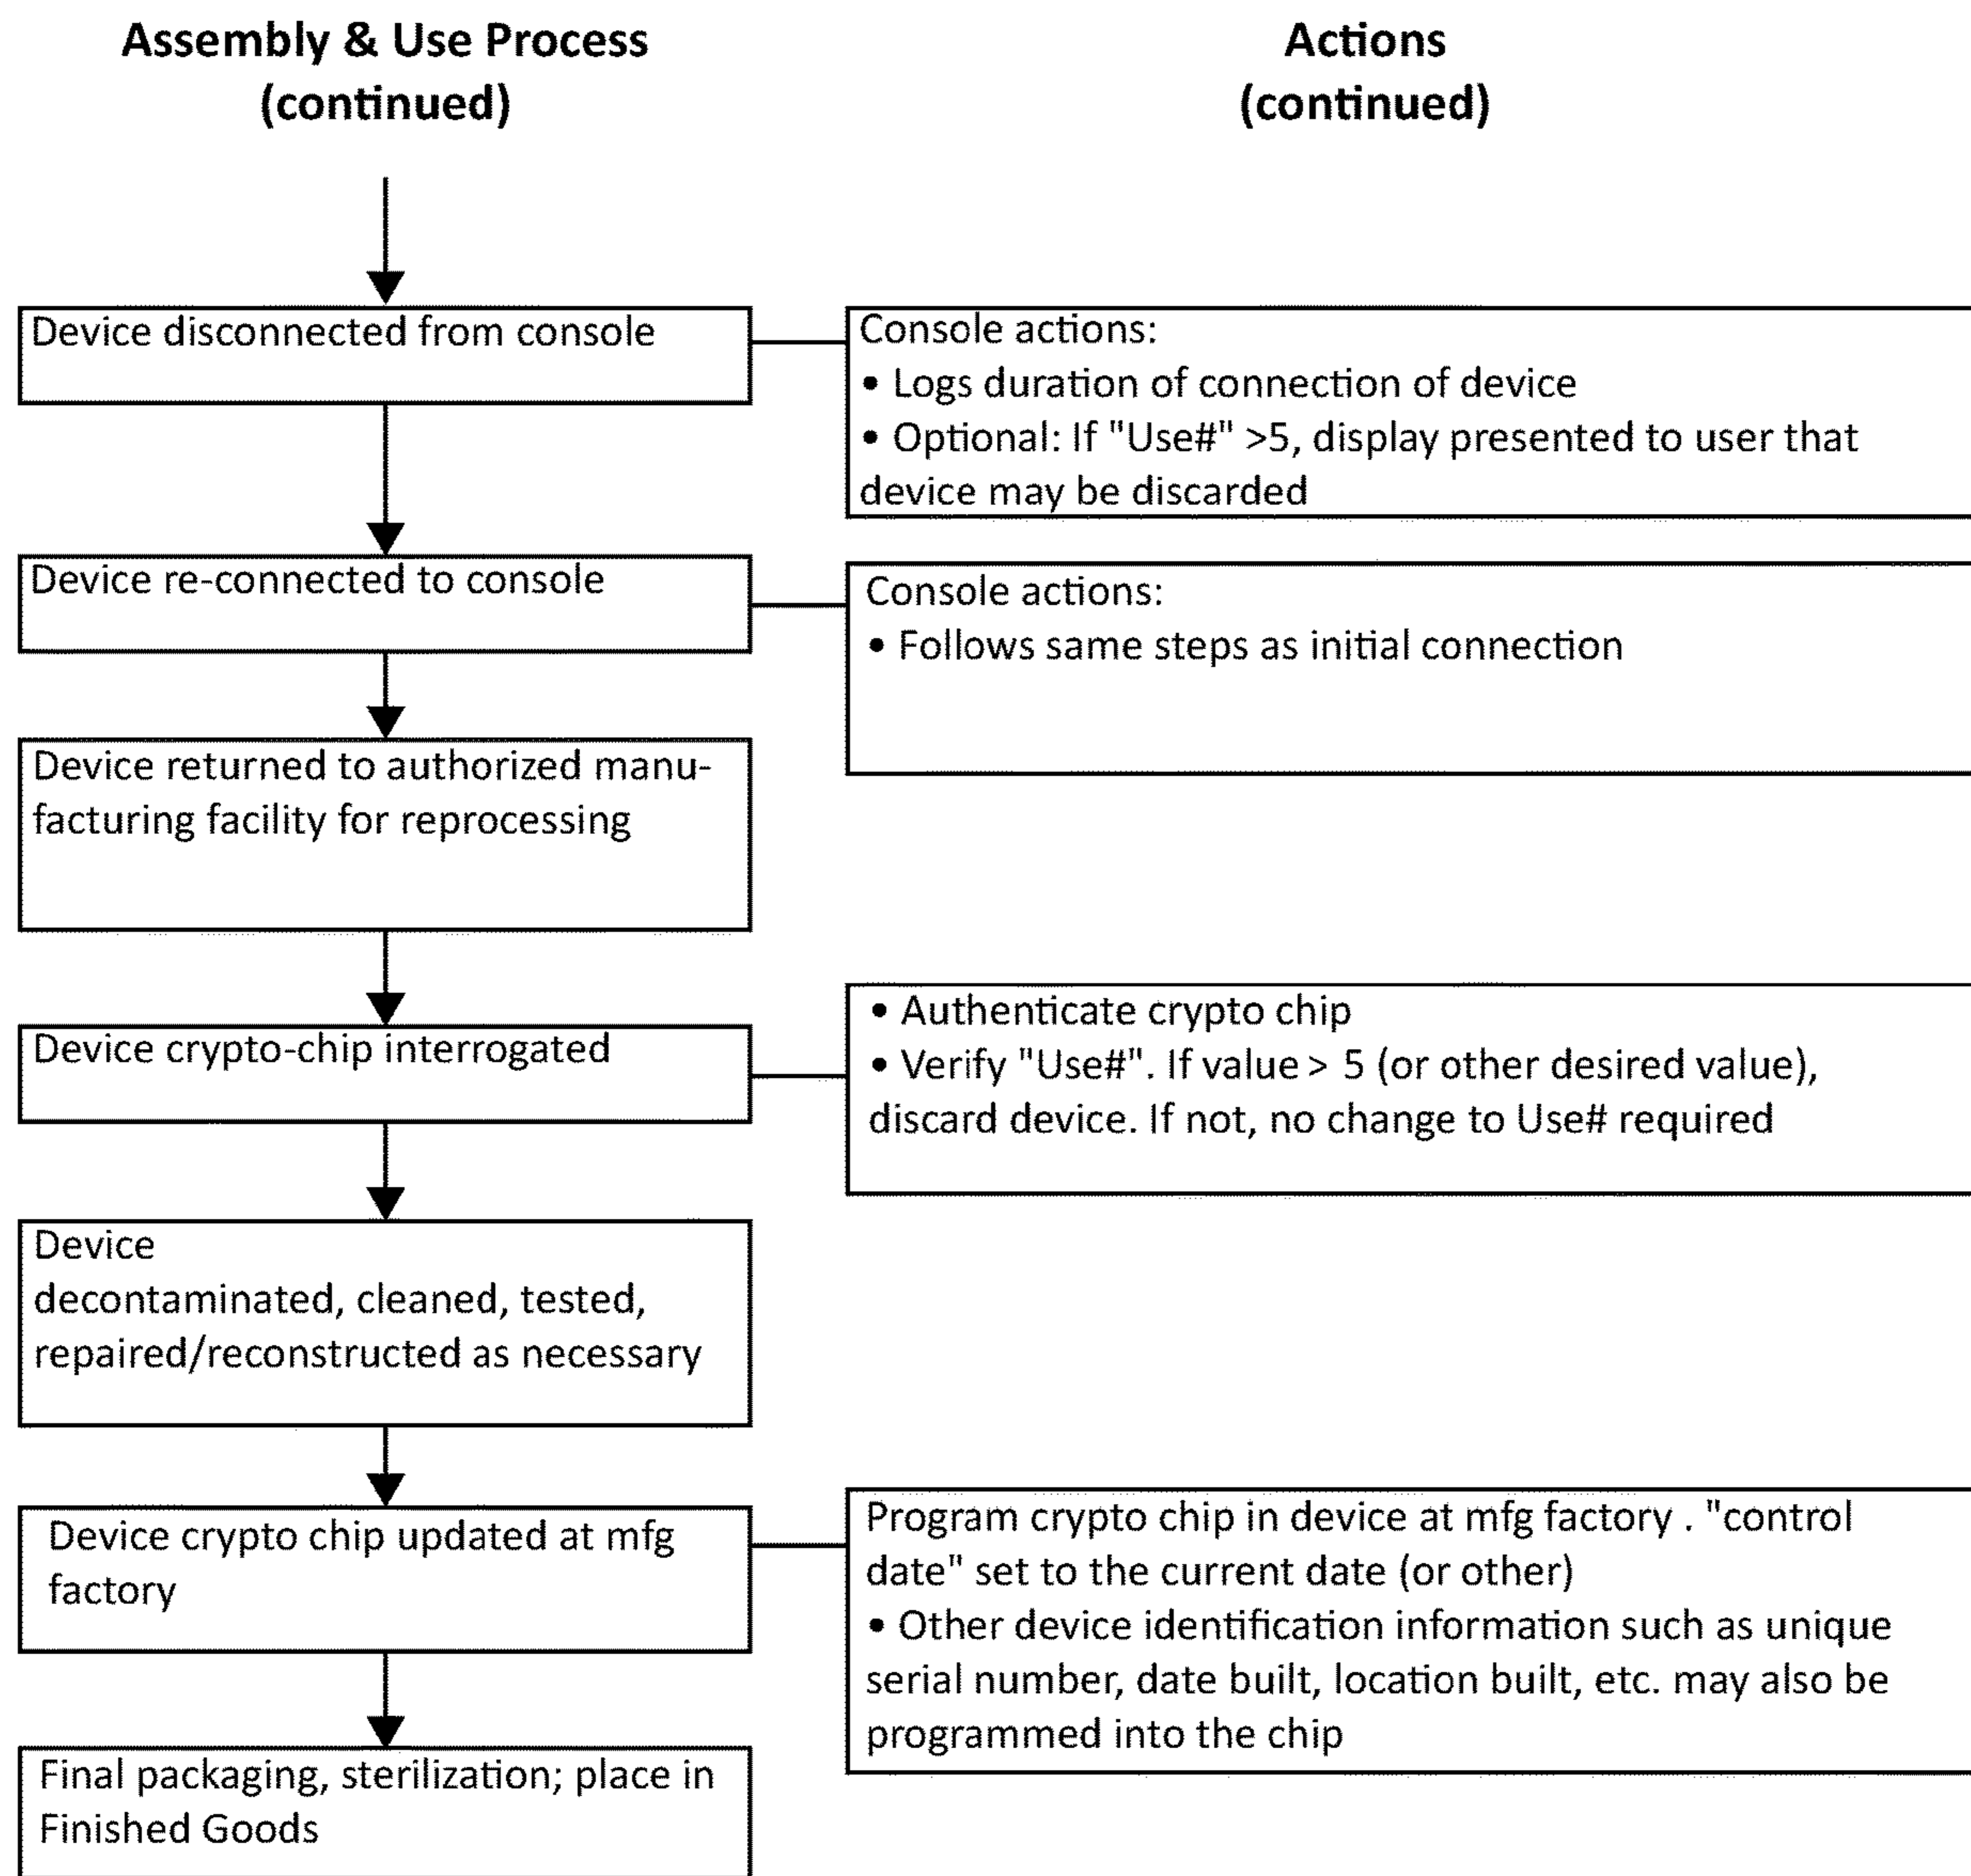 Assembly & Use Process
(continued)
Actions
(continued)
Device disconnected from console
Console actions:
• Logs duration of connection of device
• Optional: If "Use#" >5, display presented to user that
device may be discarded
Device re-connected to console
Console actions:
• Follows same steps as initial connection
Device returned to authorized manu-
facturing facility for reprocessing
Device crypto-chip interrogated
• Authenticate crypto chip
• Verify "Use#". If value > 5 (or other desired value),
discard device. If not, no change to Use# required
Device
decontaminated, cleaned, tested,
repaired/reconstructed as necessary
Device crypto chip updated at mfg
factory
Program crypto chip in device at mfg factory . "control
date" set to the current date (or other)
• Other device identification information such as unique
serial number, date built, location built, etc. may also be
programmed into the chip
Final packaging, sterilization; place in
Finished Goods